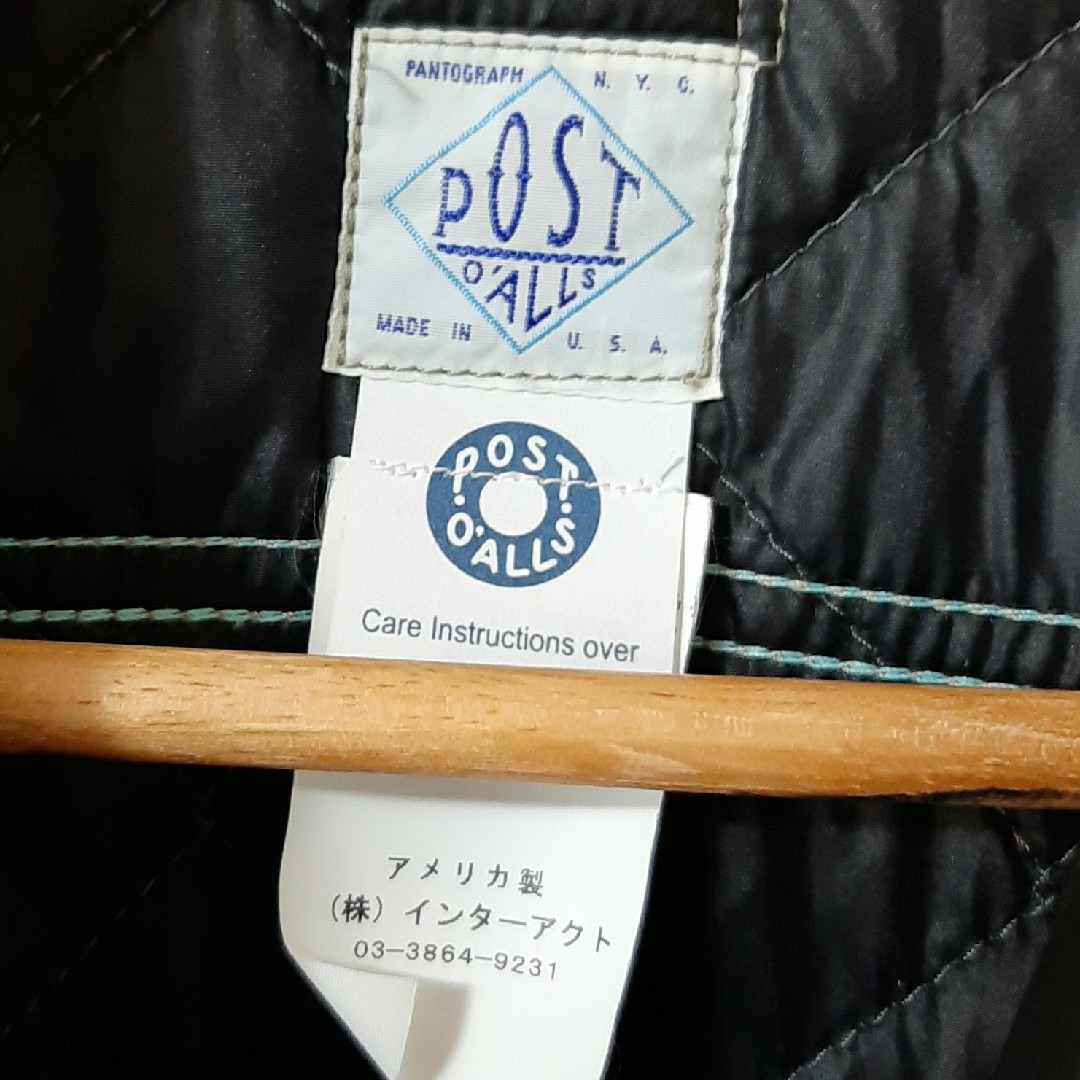 PANTOGRAPH N. Y. C.
POST
O'ALLS
MADE IN U. S. A.
POST
O'ALLS
Care Instructions over
アメリカ製
（株）インターアクト
03-3864-9231